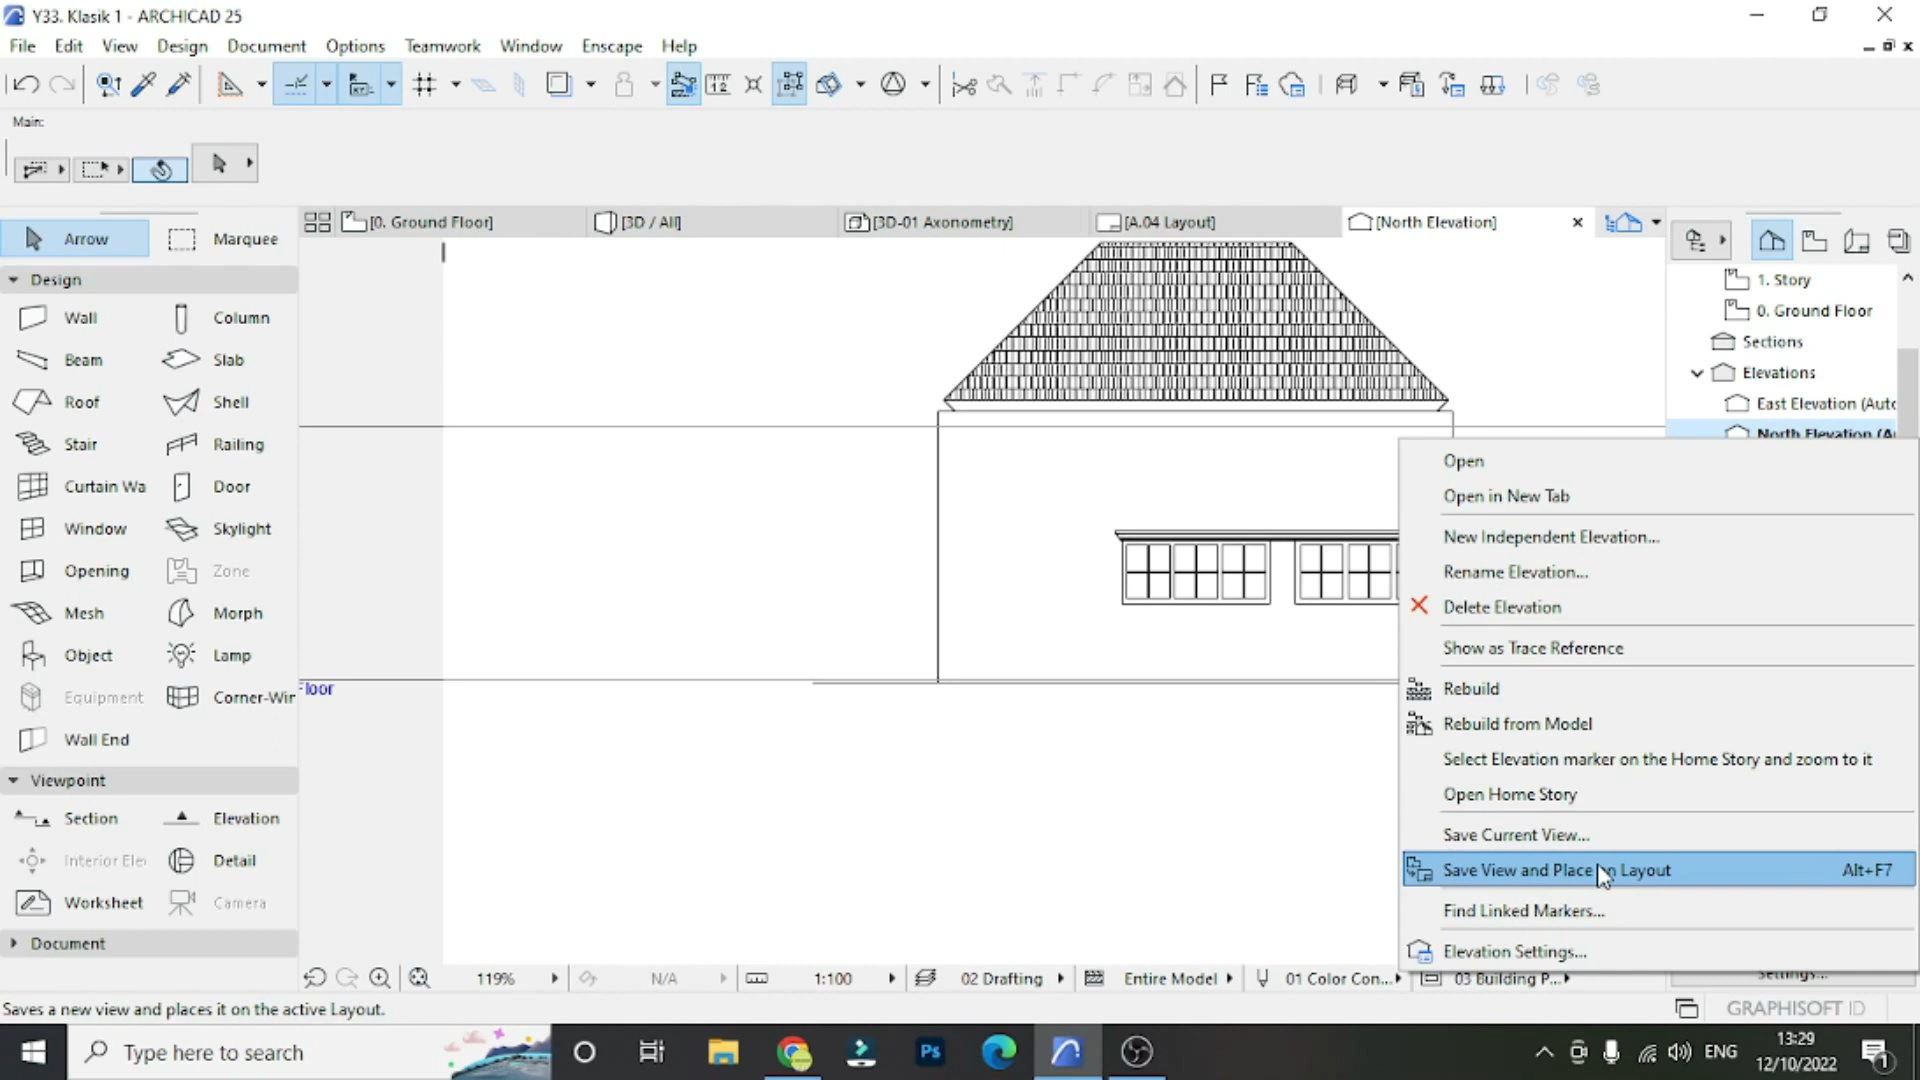 Y33. Klasik 1 - ARCHICAD 25
File Edit View Design Document Options Teamwork Window Enscape Help
Main:
[0. Ground Floor] [3D / All] [3D-01 Axonometry] [A.04 Layout] [North Elevation]
Arrow Marquee
Design
Wall Column
Beam Slab
Roof Shell
Stair Railing
Curtain Wa Door
Window Skylight
Opening Zone
Mesh Morph
Object Lamp
Equipment Corner-Wir
Wall End
Viewpoint
Section Elevation
Interior Ele Detail
Worksheet Camera
Document
Floor
1. Story
0. Ground Floor
Sections
Elevations
East Elevation (Auto
North Elevation (Au
Open
Open in New Tab
New Independent Elevation...
Rename Elevation...
Delete Elevation
Show as Trace Reference
Rebuild
Rebuild from Model
Select Elevation marker on the Home Story and zoom to it
Open Home Story
Save Current View...
Save View and Place on Layout Alt+F7
Find Linked Markers...
Elevation Settings...
Settings...
119% N/A 1:100 02 Drafting Entire Model 01 Color Con... 03 Building P...
Saves a new view and places it on the active Layout.
GRAPHISOFT ID
Type here to search
Ps
ENG
13:29
12/10/2022
1